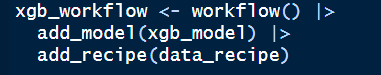 xgb_workflow <- workflow() |>
  add_model(xgb_model) |>
  add_recipe(data_recipe)